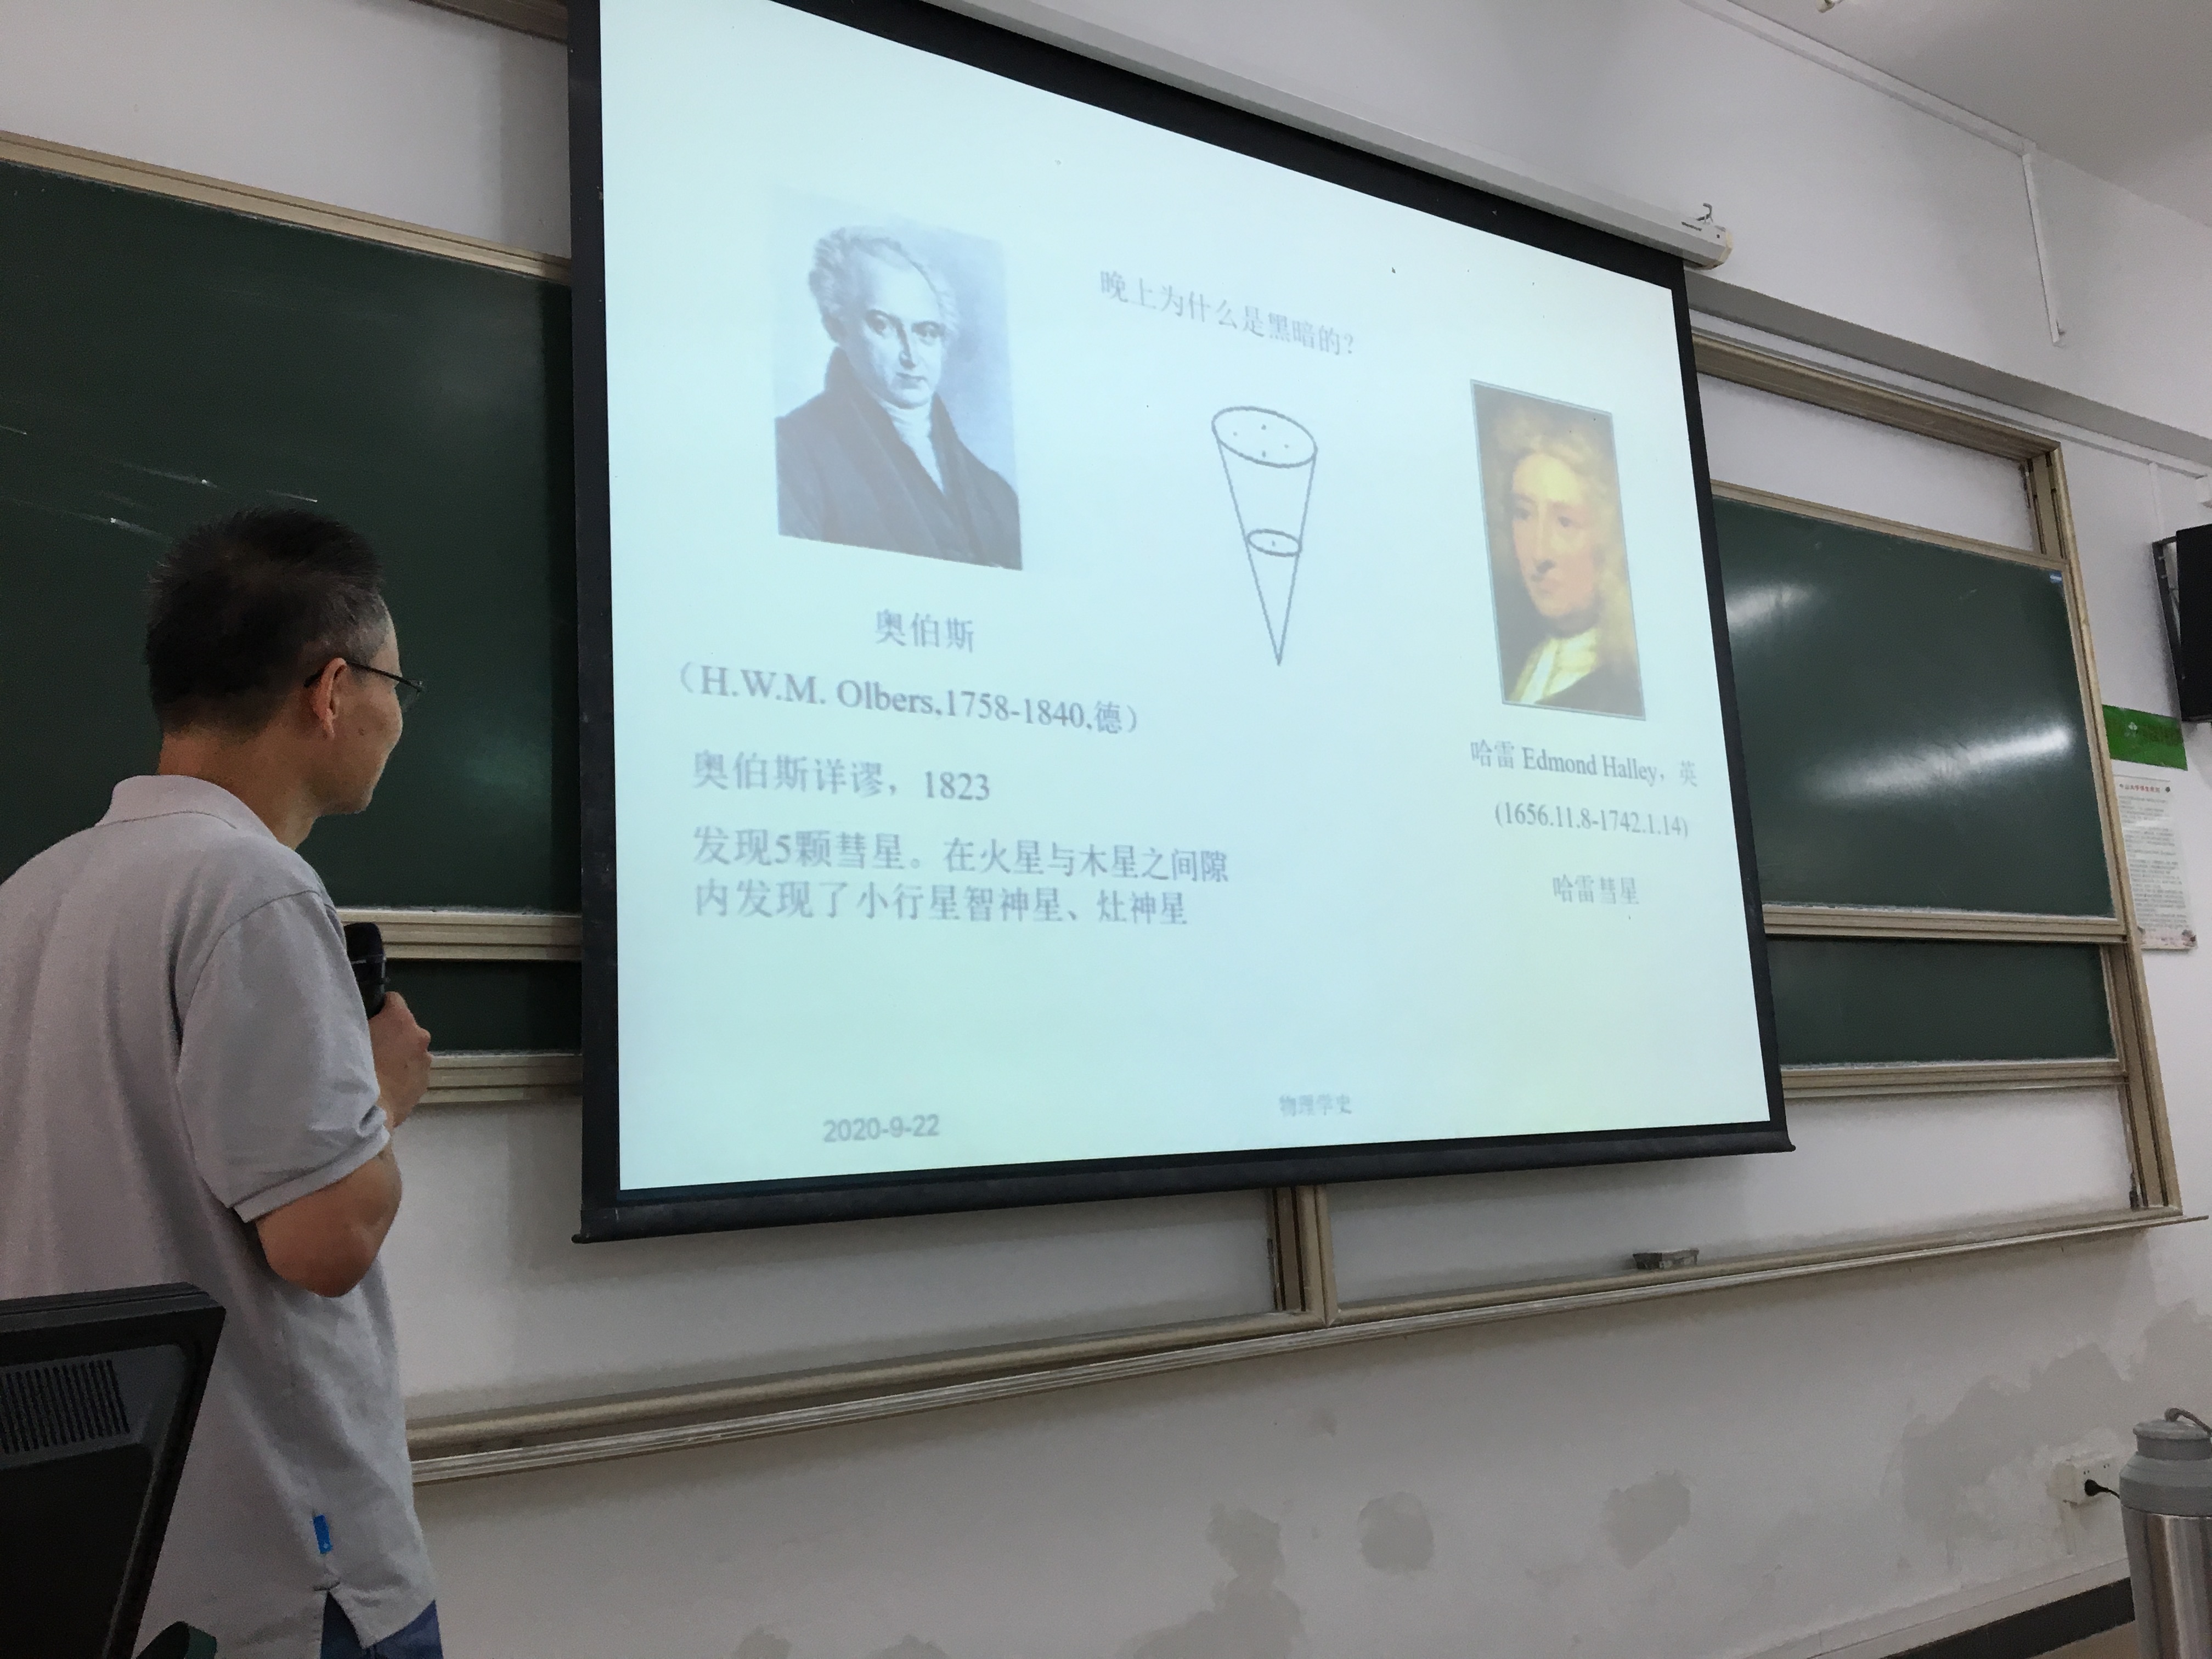 晚上为什么是黑暗的？
奥伯斯
（H.W.M. Olbers,1758-1840,德）
奥伯斯详谬，1823
发现5颗彗星。在火星与木星之间隙
内发现了小行星智神星、灶神星
哈雷 Edmond Halley，英
(1656.11.8-1742.1.14)
哈雷彗星
2020-9-22
物理学史